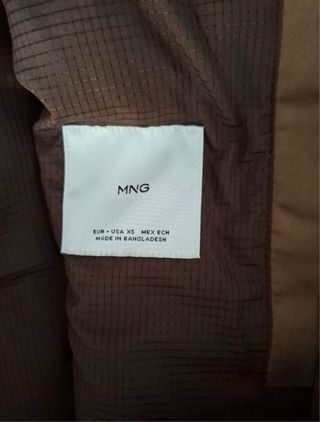 MNG
EUR - USA XS MEX ECH
MADE IN BANGLADESH